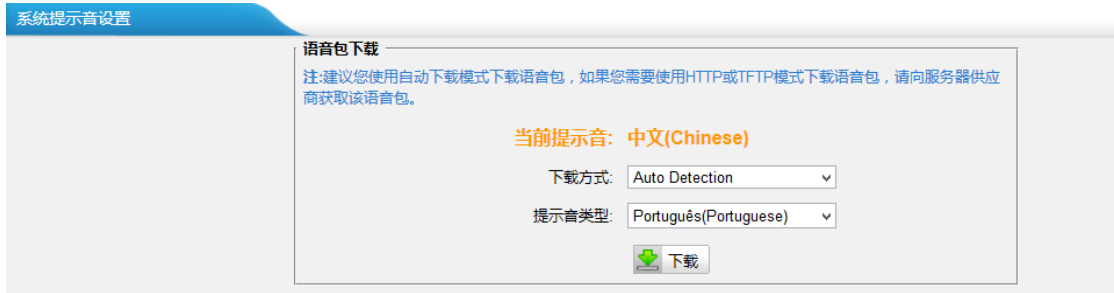 系统提示音设置
语音包下载
注:建议您使用自动下载模式下载语音包，如果您需要使用HTTP或TFTP模式下载语音包，请向服务器供应
商获取该语音包。
当前提示音: 中文(Chinese)
下载方式: Auto Detection
提示音类型: Português(Portuguese)
下载